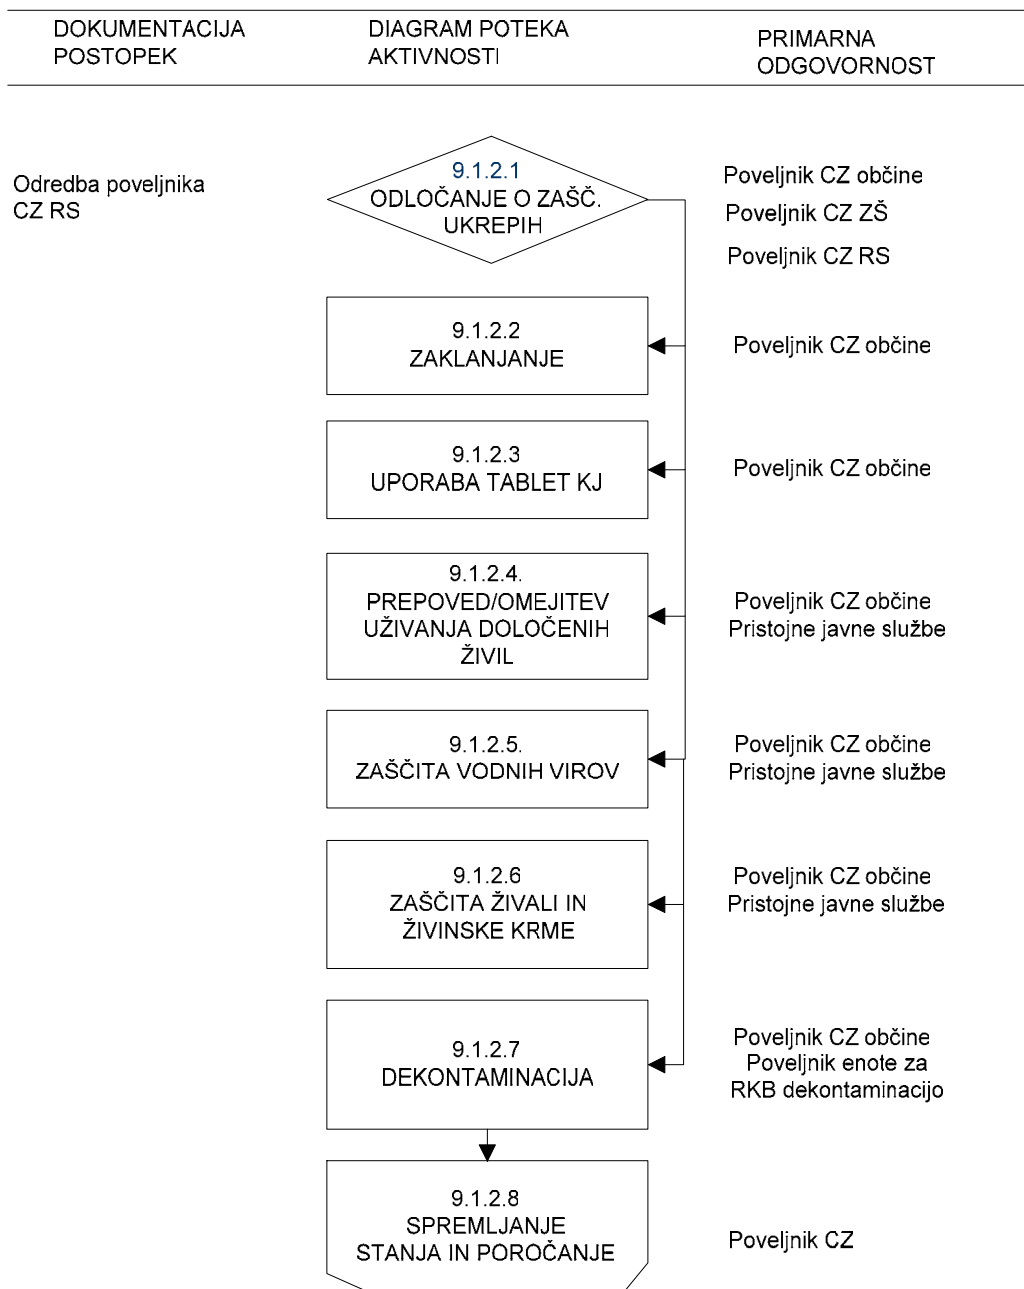 DOKUMENTACIJA
POSTOPEK
DIAGRAM POTEKA
AKTIVNOSTI
PRIMARNA
ODGOVORNOST
Odredba poveljnika
CZ RS
9.1.2.1
ODLOČANJE O ZAŠČ.
UKREPIH
Poveljnik CZ občine
Poveljnik CZ ZŠ
Poveljnik CZ RS
9.1.2.2
ZAKLANJANJE
Poveljnik CZ občine
9.1.2.3
UPORABA TABLET KJ
Poveljnik CZ občine
9.1.2.4.
PREPOVED/OMEJITEV
UŽIVANJA DOLOČENIH
ŽIVIL
Poveljnik CZ občine
Pristojne javne službe
9.1.2.5.
ZAŠČITA VODNIH VIROV
Poveljnik CZ občine
Pristojne javne službe
9.1.2.6
ZAŠČITA ŽIVALI IN
ŽIVINSKE KRME
Poveljnik CZ občine
Pristojne javne službe
9.1.2.7
DEKONTAMINACIJA
Poveljnik CZ občine
Poveljnik enote za
RKB dekontaminacijo
9.1.2.8
SPREMLJANJE
STANJA IN POROČANJE
Poveljnik CZ